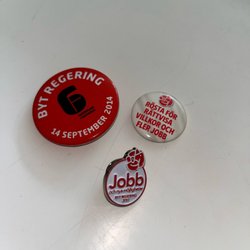 BYT REGERING
14 SEPTEMBER 2014
RÖSTA FÖR
RÄTTVISA
VILLKOR OCH
FLER JOBB
Jobb